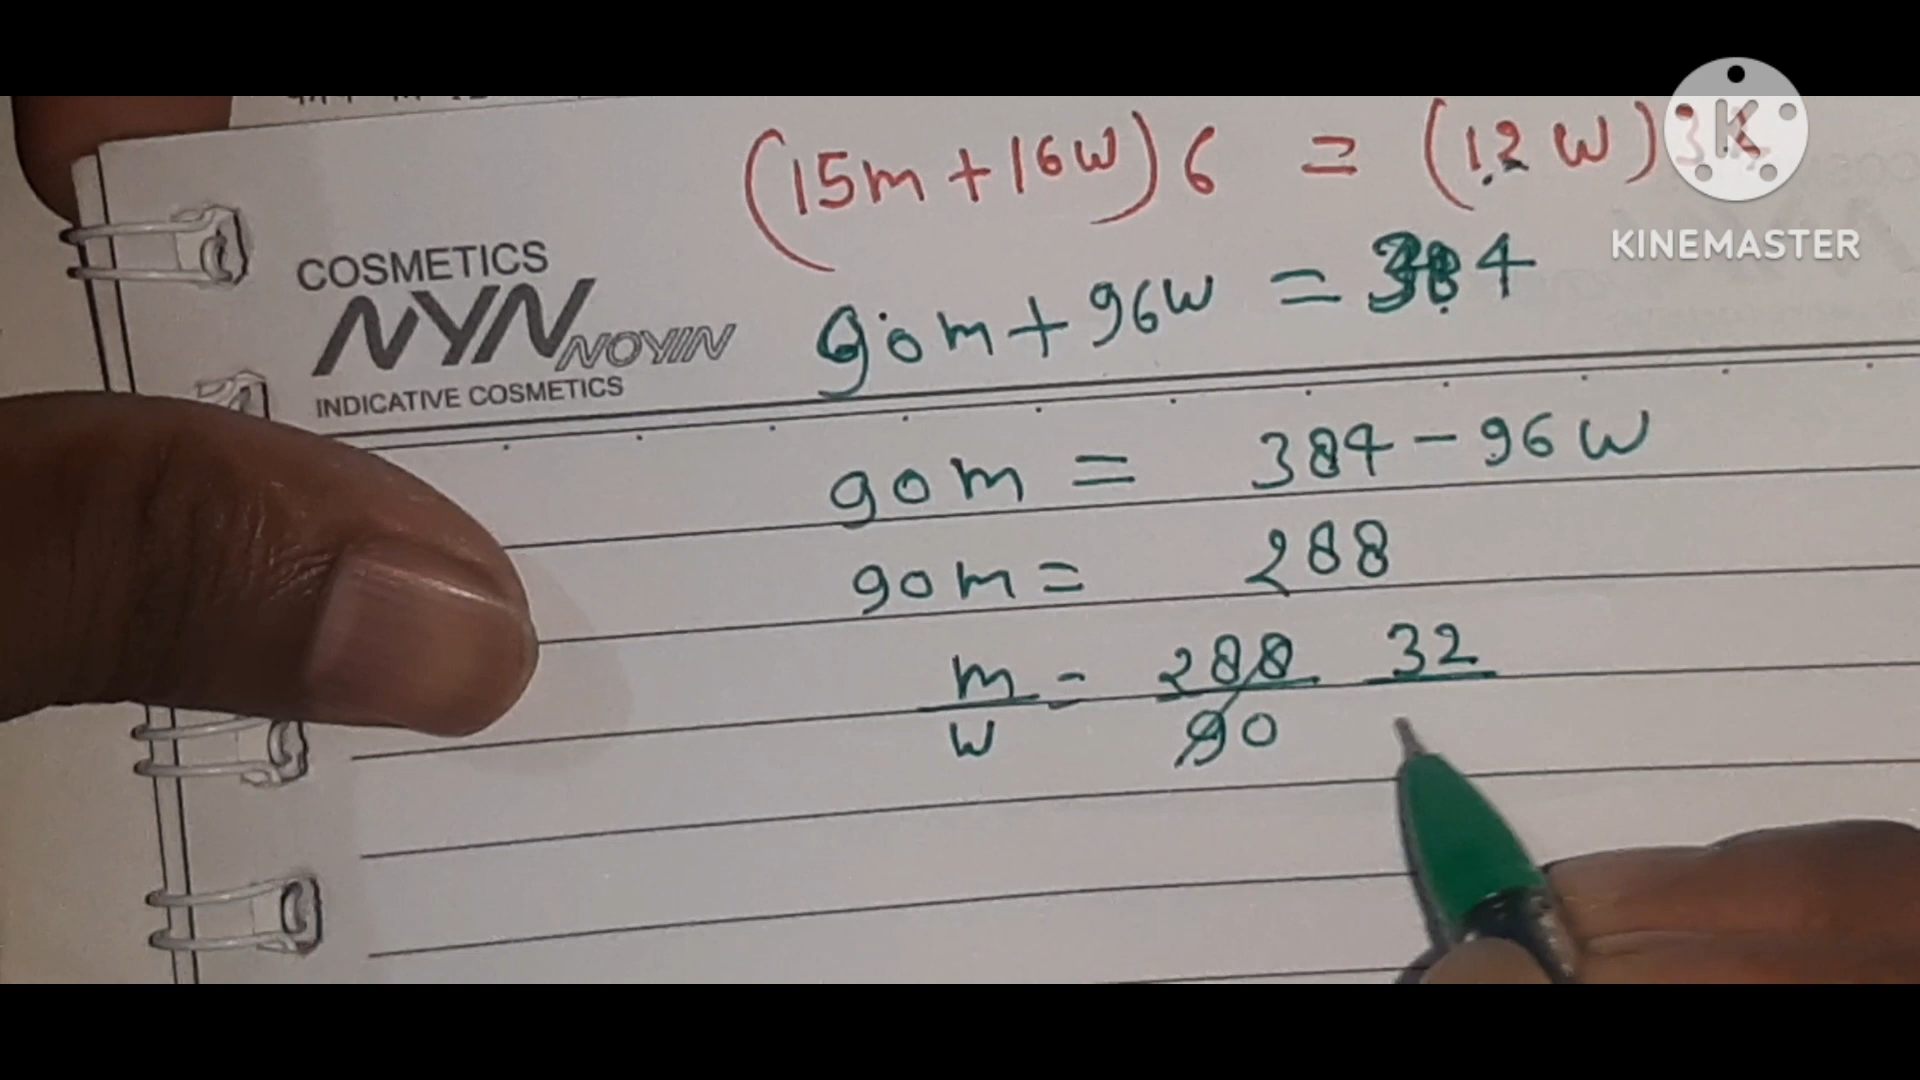 (15m+16w)6 = (12 w)32
KINEMASTER
COSMETICS
NYN NOYIN
INDICATIVE COSMETICS
90m+96w = 384
90m = 384-96w
90m = 288
m/w = 288/90 32